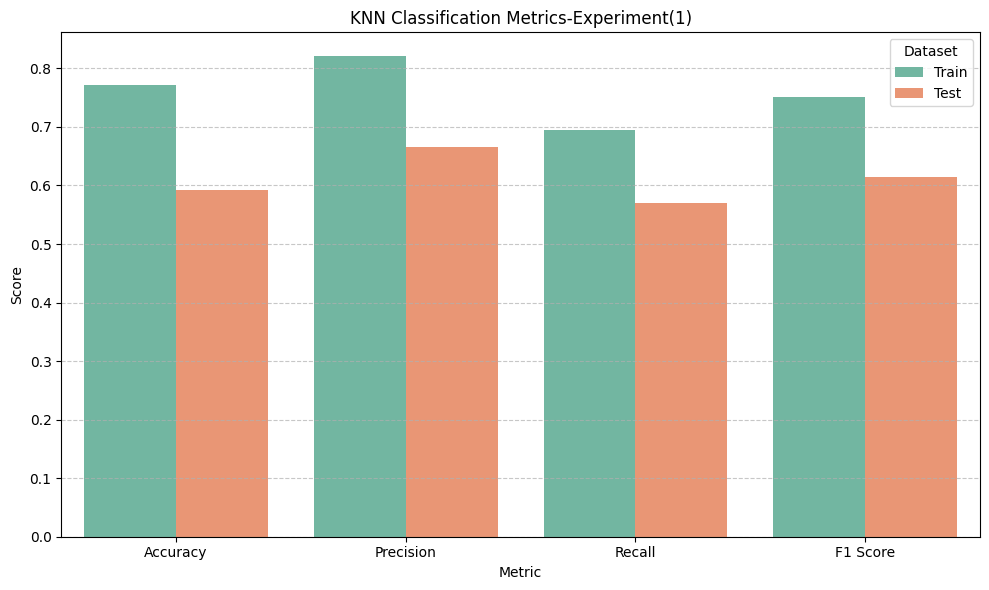 KNN Classification Metrics-Experiment(1)
Dataset
Train
Test
Score
0.8
0.7
0.6
0.5
0.4
0.3
0.2
0.1
0.0
Accuracy
Precision
Recall
F1 Score
Metric